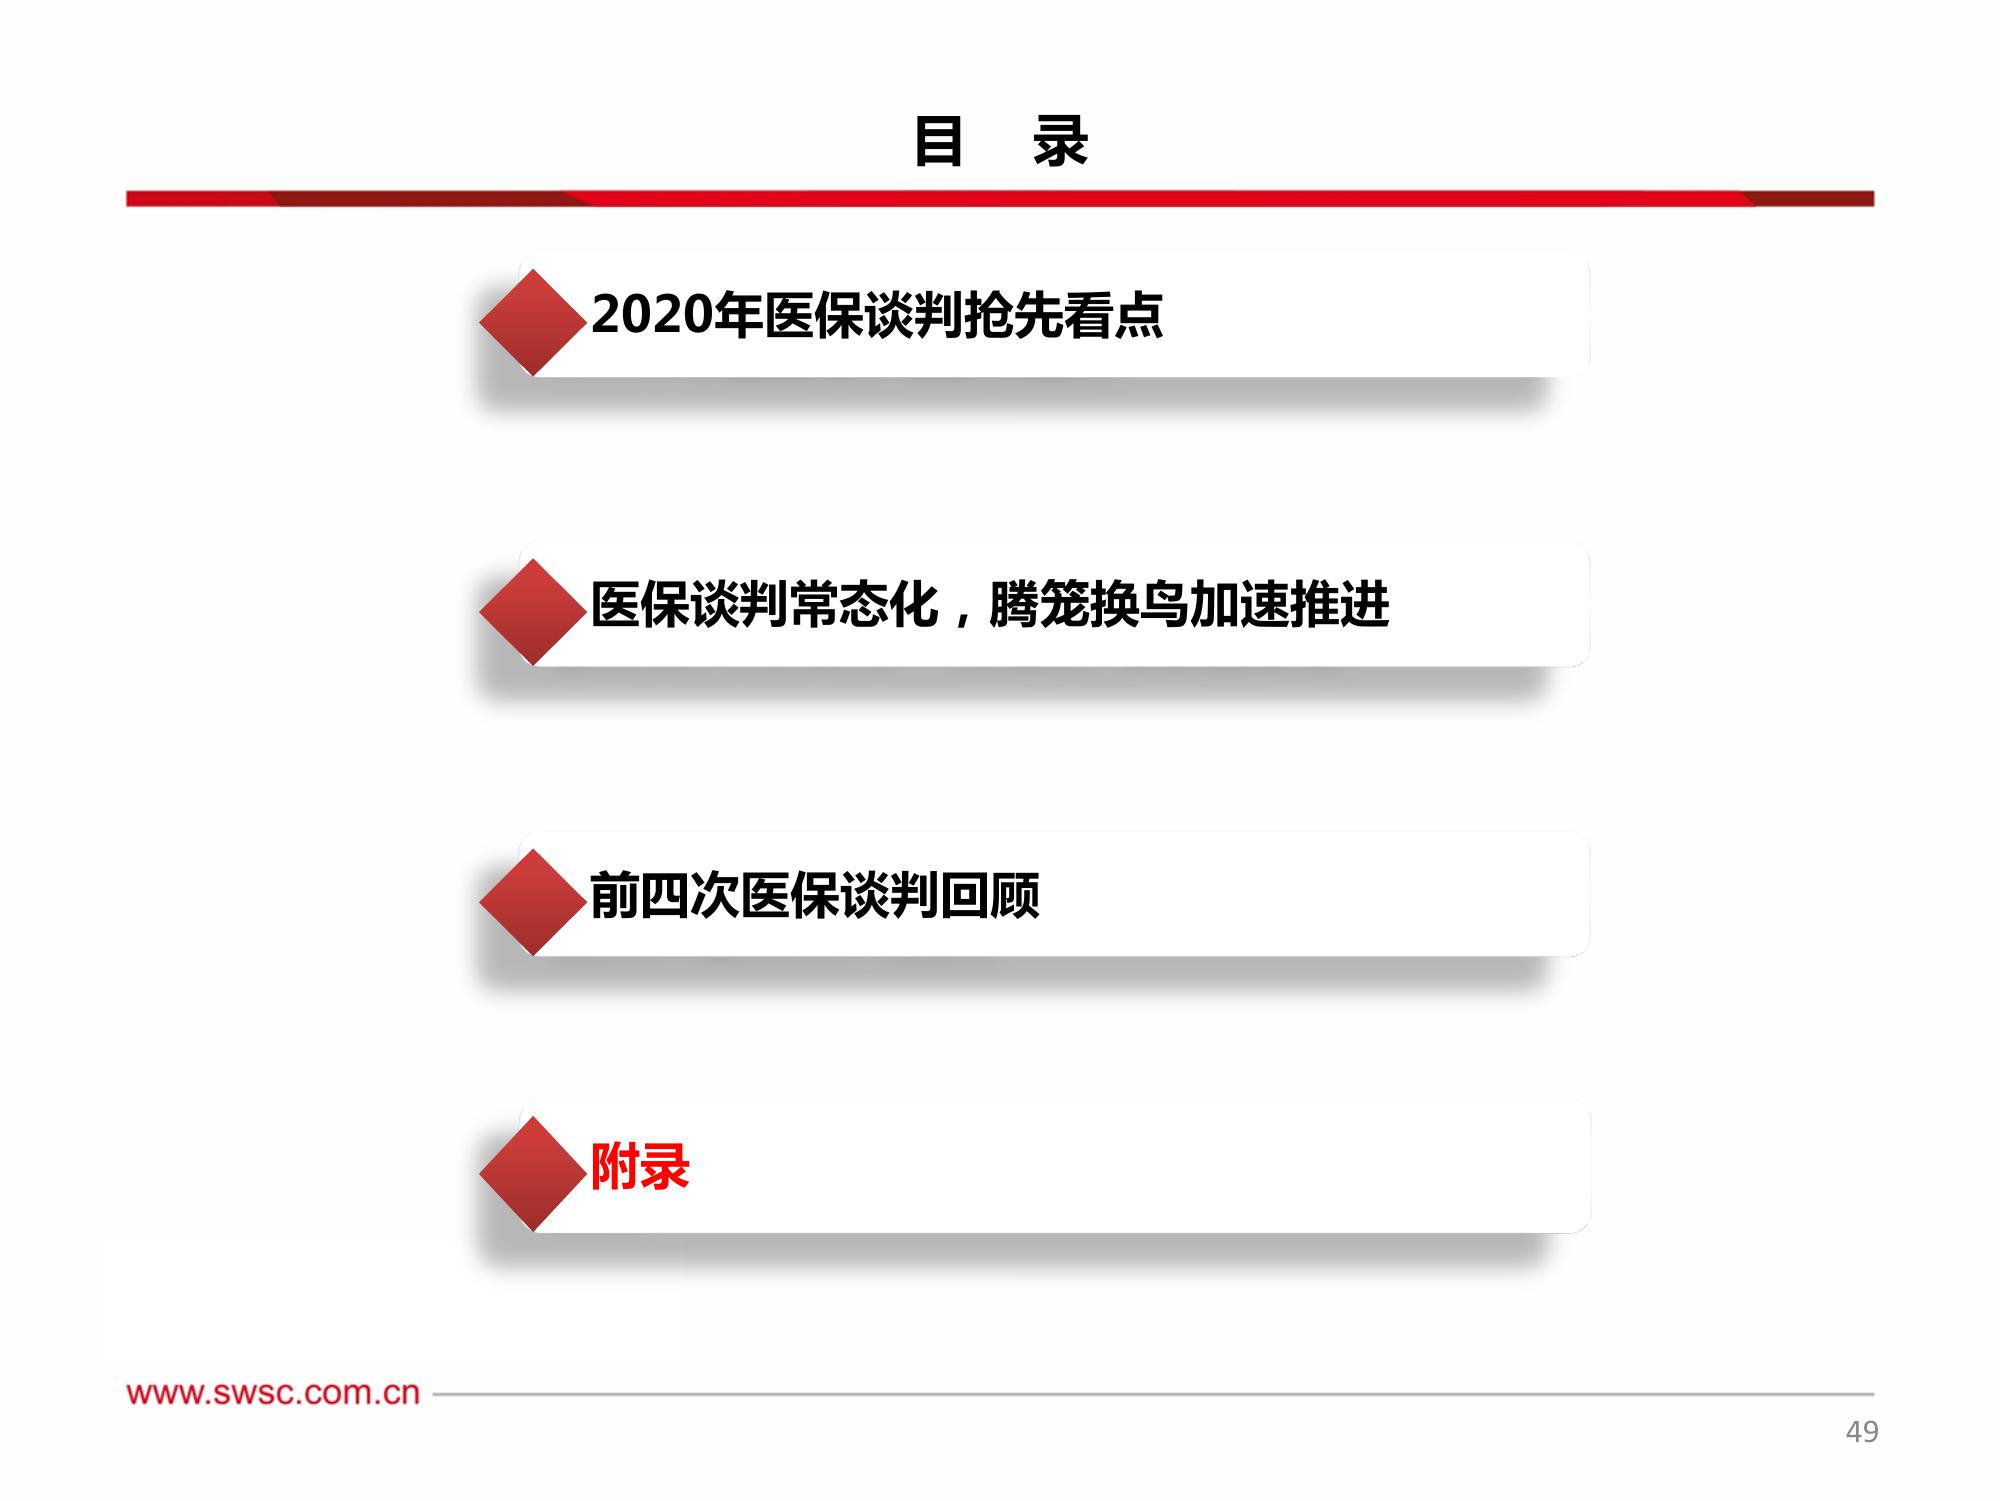 目 录
2020年医保谈判抢先看点
医保谈判常态化，腾笼换鸟加速推进
前四次医保谈判回顾
附录
www.swsc.com.cn
49